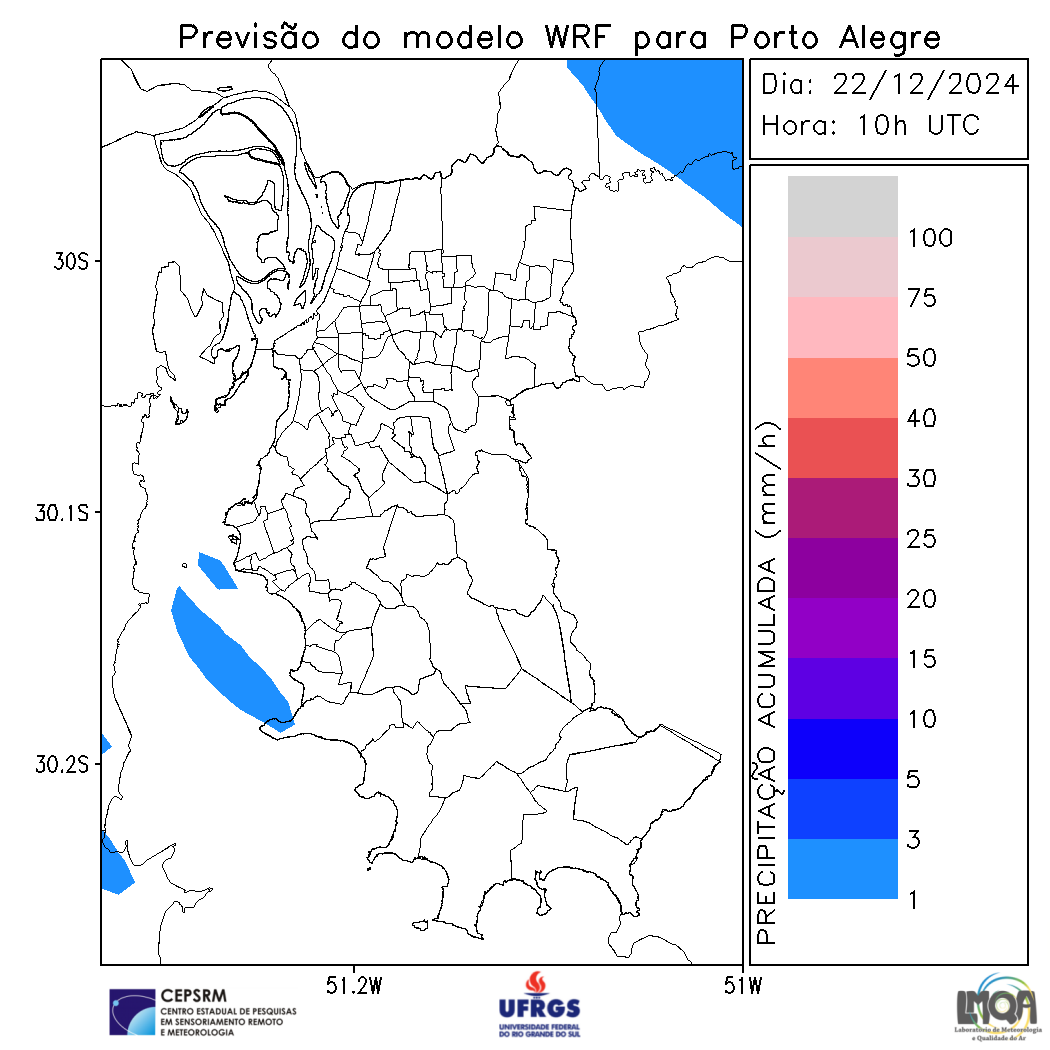 Previsão do modelo WRF para Porto Alegre
Dia: 22/12/2024
Hora: 10h UTC
30S
30.1S
30.2S
51.2W
51W
PRECIPITAÇÃO ACUMULADA (mm/h)
100
75
50
40
30
25
20
15
10
5
3
1
CEPSRM
CENTRO ESTADUAL DE PESQUISAS
EM SENSORIAMENTO REMOTO
E METEOROLOGIA
UFRGS
UNIVERSIDADE FEDERAL
DO RIO GRANDE DO SUL
LMQA
Laboratório de Meteorologia
e Qualidade do Ar